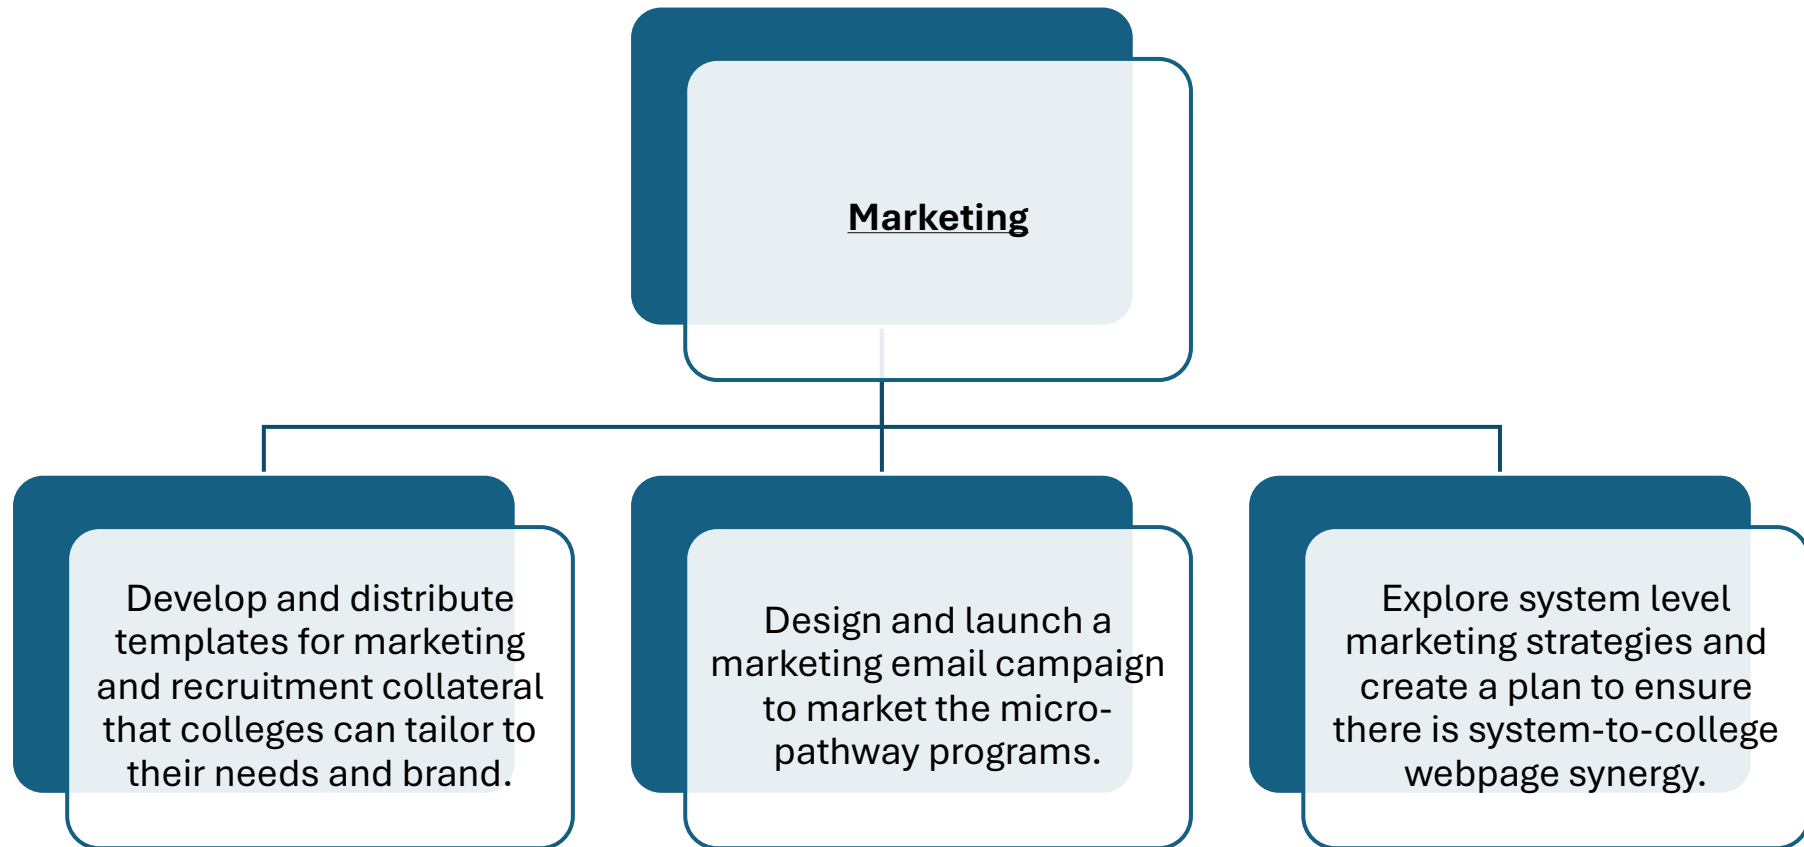 Marketing
Develop and distribute
templates for marketing
and recruitment collateral
that colleges can tailor to
their needs and brand.
Design and launch a
marketing email campaign
to market the micro-
pathway programs.
Explore system level
marketing strategies and
create a plan to ensure
there is system-to-college
webpage synergy.